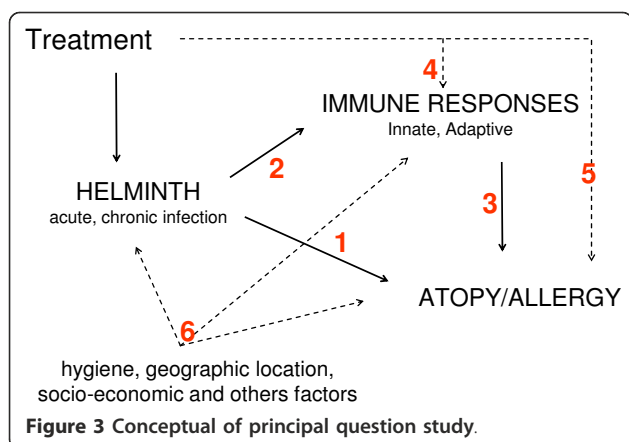 Treatment
4
IMMUNE RESPONSES
Innate, Adaptive
2
5
3
HELMINTH
acute, chronic infection
1
ATOPY/ALLERGY
6
hygiene, geographic location,
socio-economic and others factors
Figure 3 Conceptual of principal question study.